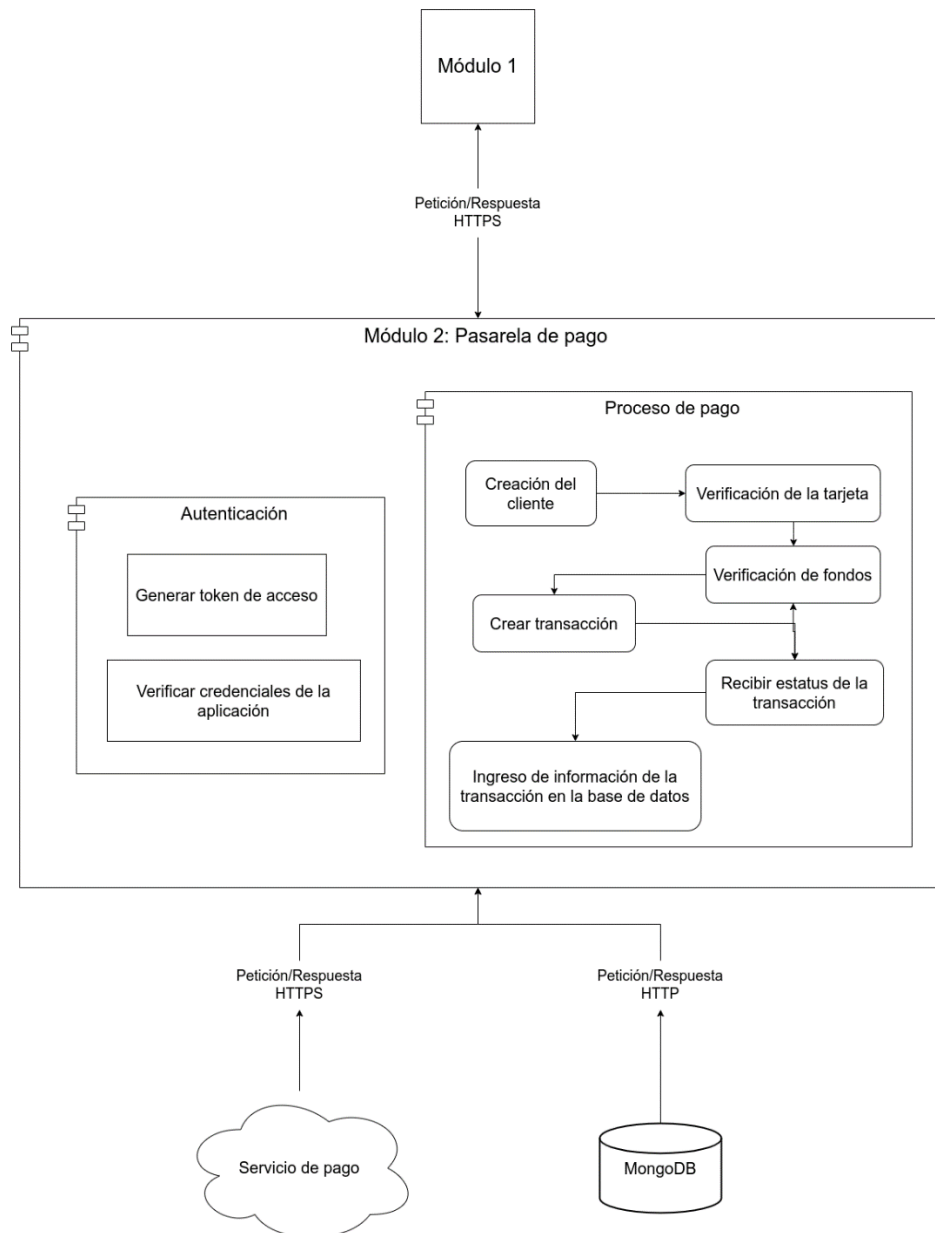 Módulo 1
Petición/Respuesta
HTTPS
Módulo 2: Pasarela de pago
Proceso de pago
Creación del
cliente
Verificación de la tarjeta
Autenticación
Generar token de acceso
Verificación de fondos
Crear transacción
Verificar credenciales de la
aplicación
Recibir estatus de la
transacción
Ingreso de información de la
transacción en la base de datos
Petición/Respuesta
HTTPS
Petición/Respuesta
HTTP
Servicio de pago
MongoDB